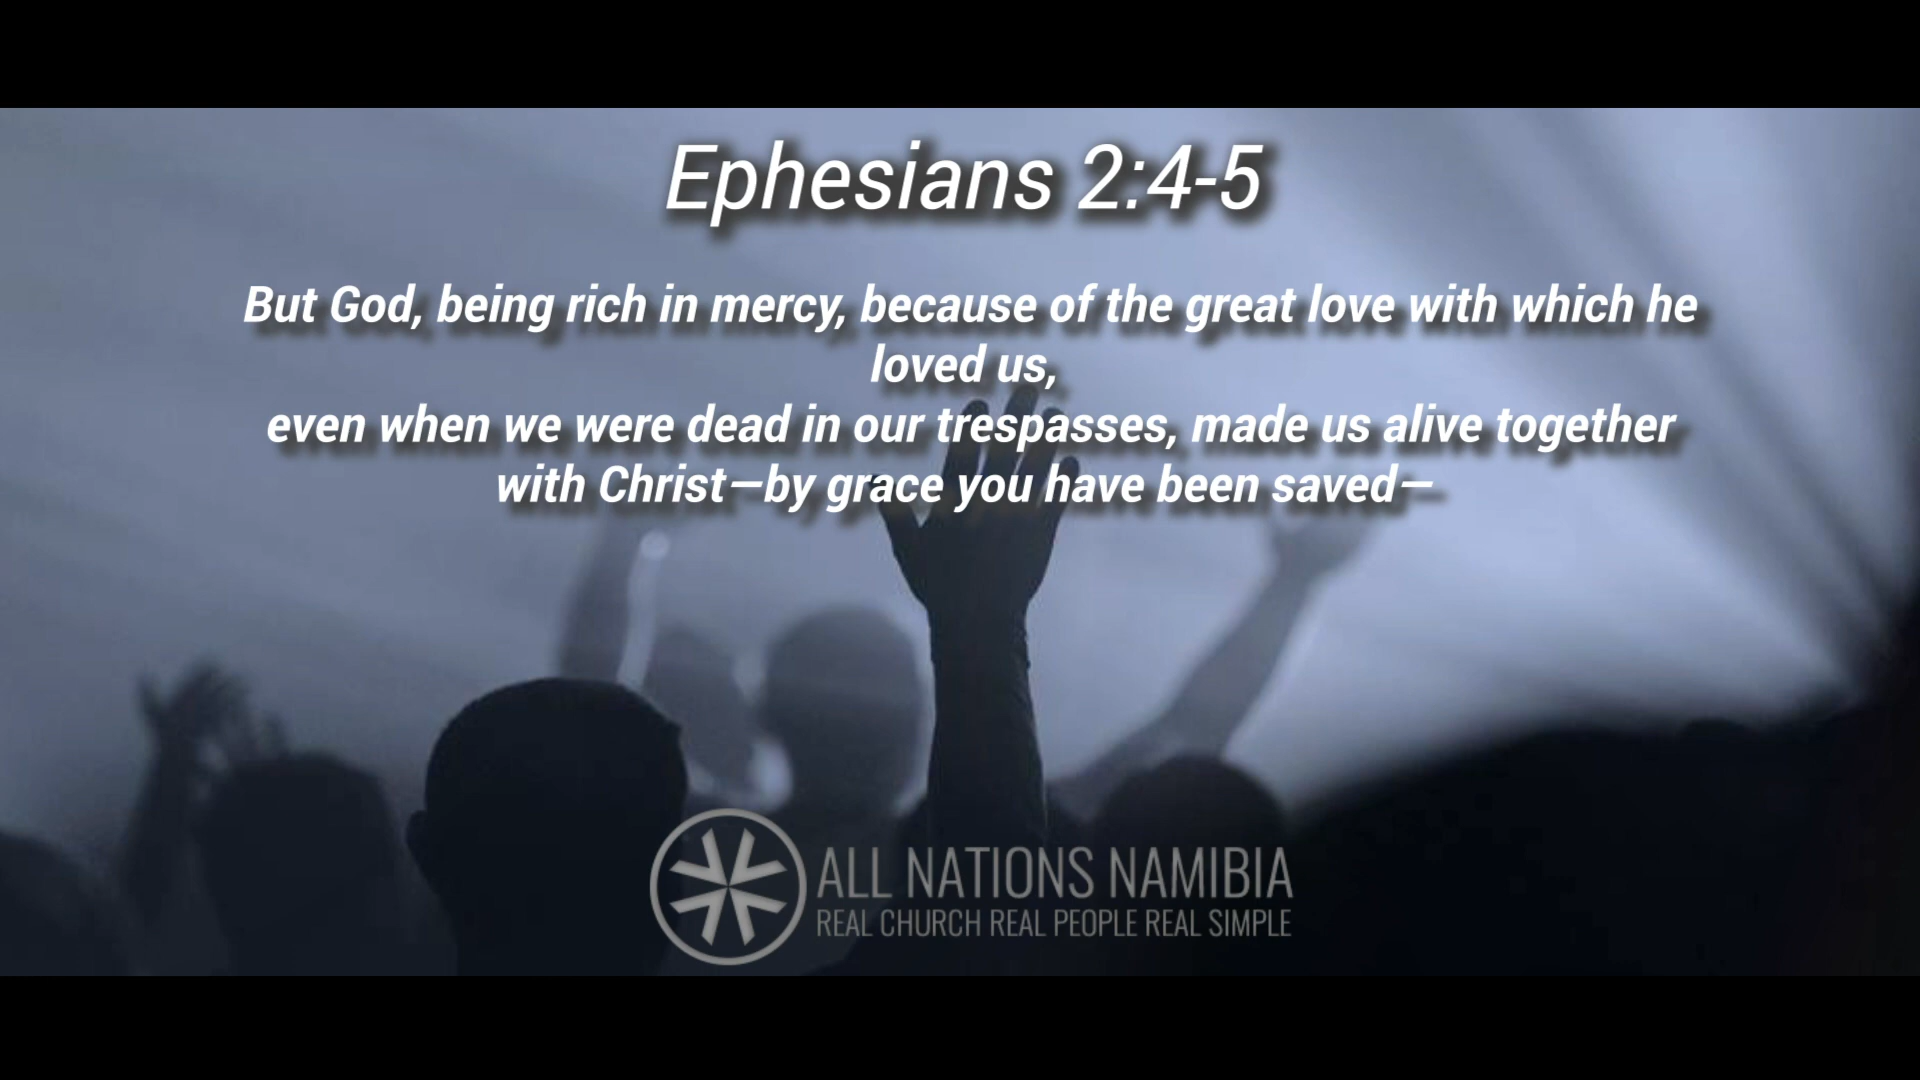 Ephesians 2:4-5
But God, being rich in mercy, because of the great love with which he
loved us,
even when we were dead in our trespasses, made us alive together
with Christ—by grace you have been saved—
ALL NATIONS NAMIBIA
REAL CHURCH REAL PEOPLE REAL SIMPLE